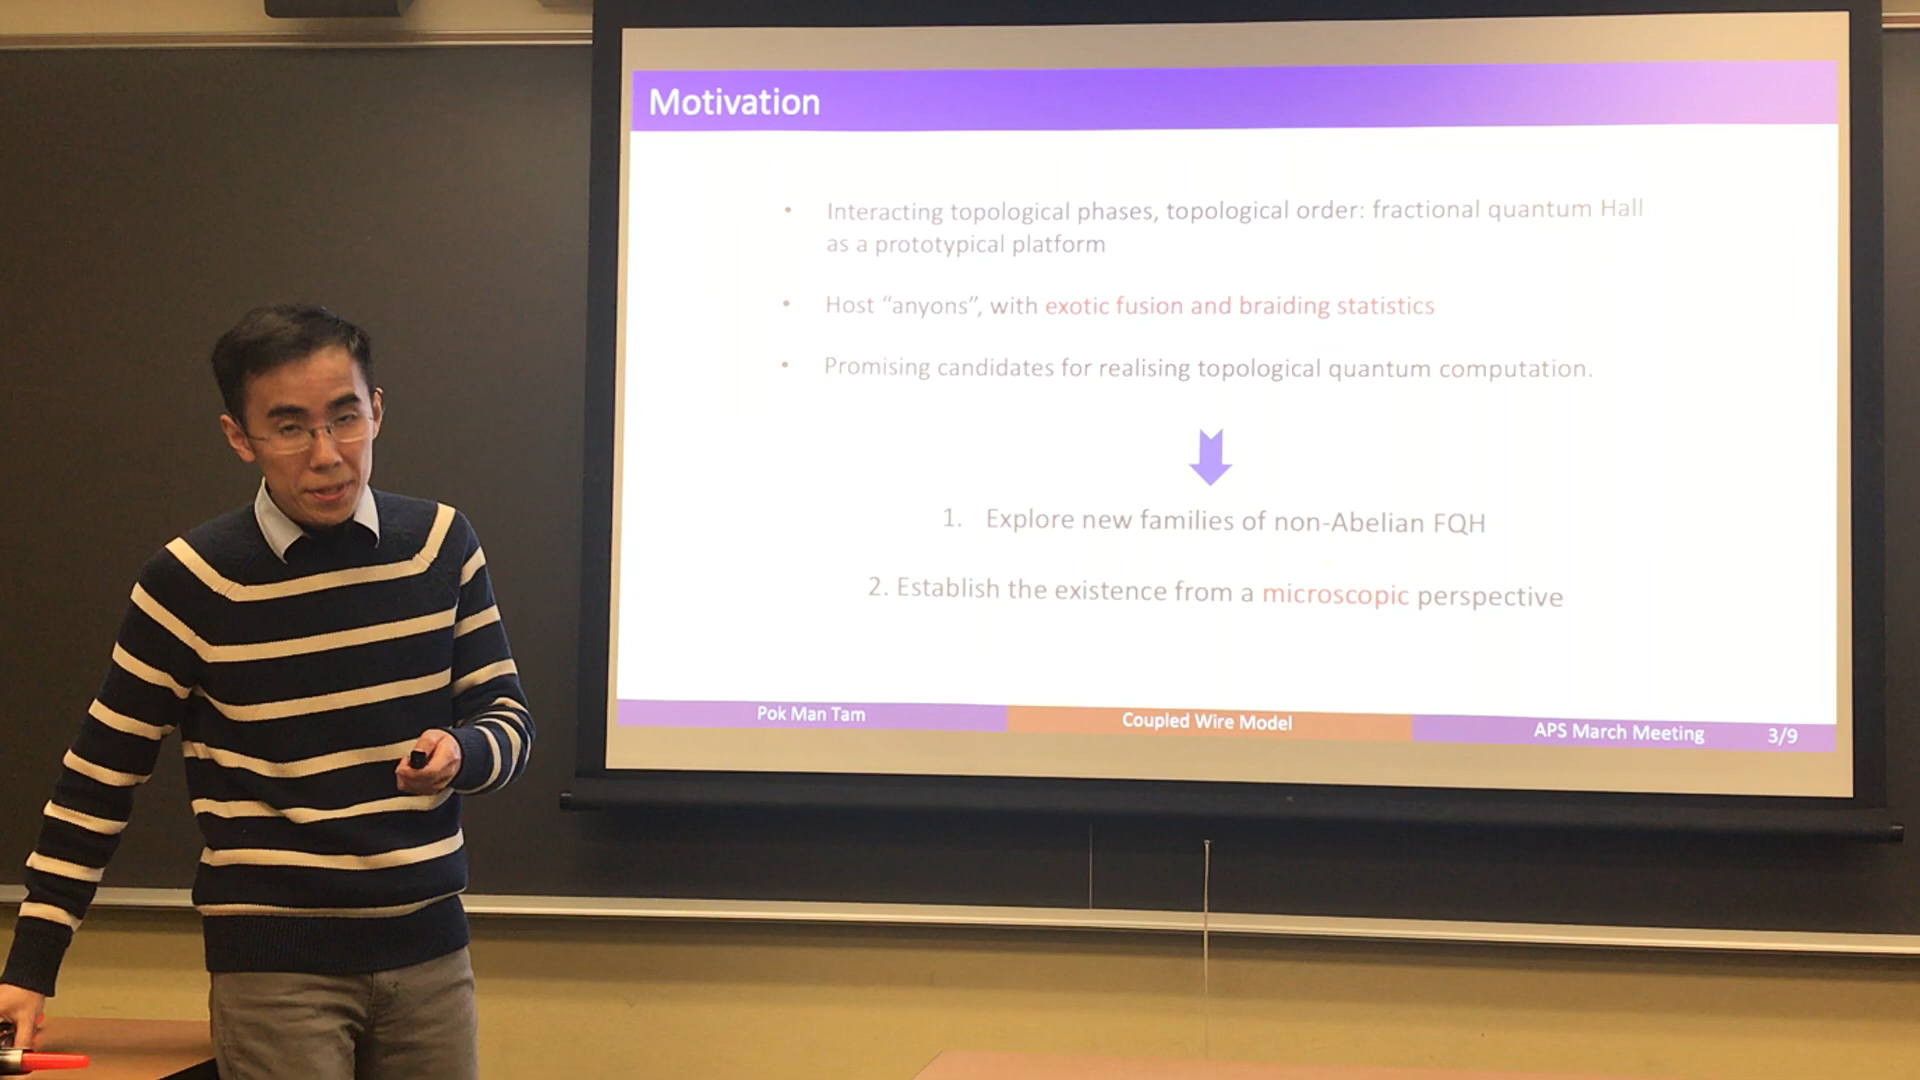 Motivation
• Interacting topological phases, topological order: fractional quantum Hall
as a prototypical platform
• Host “anyons”, with exotic fusion and braiding statistics
• Promising candidates for realising topological quantum computation.
1. Explore new families of non-Abelian FQH
2. Establish the existence from a microscopic perspective
Pok Man Tam Coupled Wire Model APS March Meeting 3/9